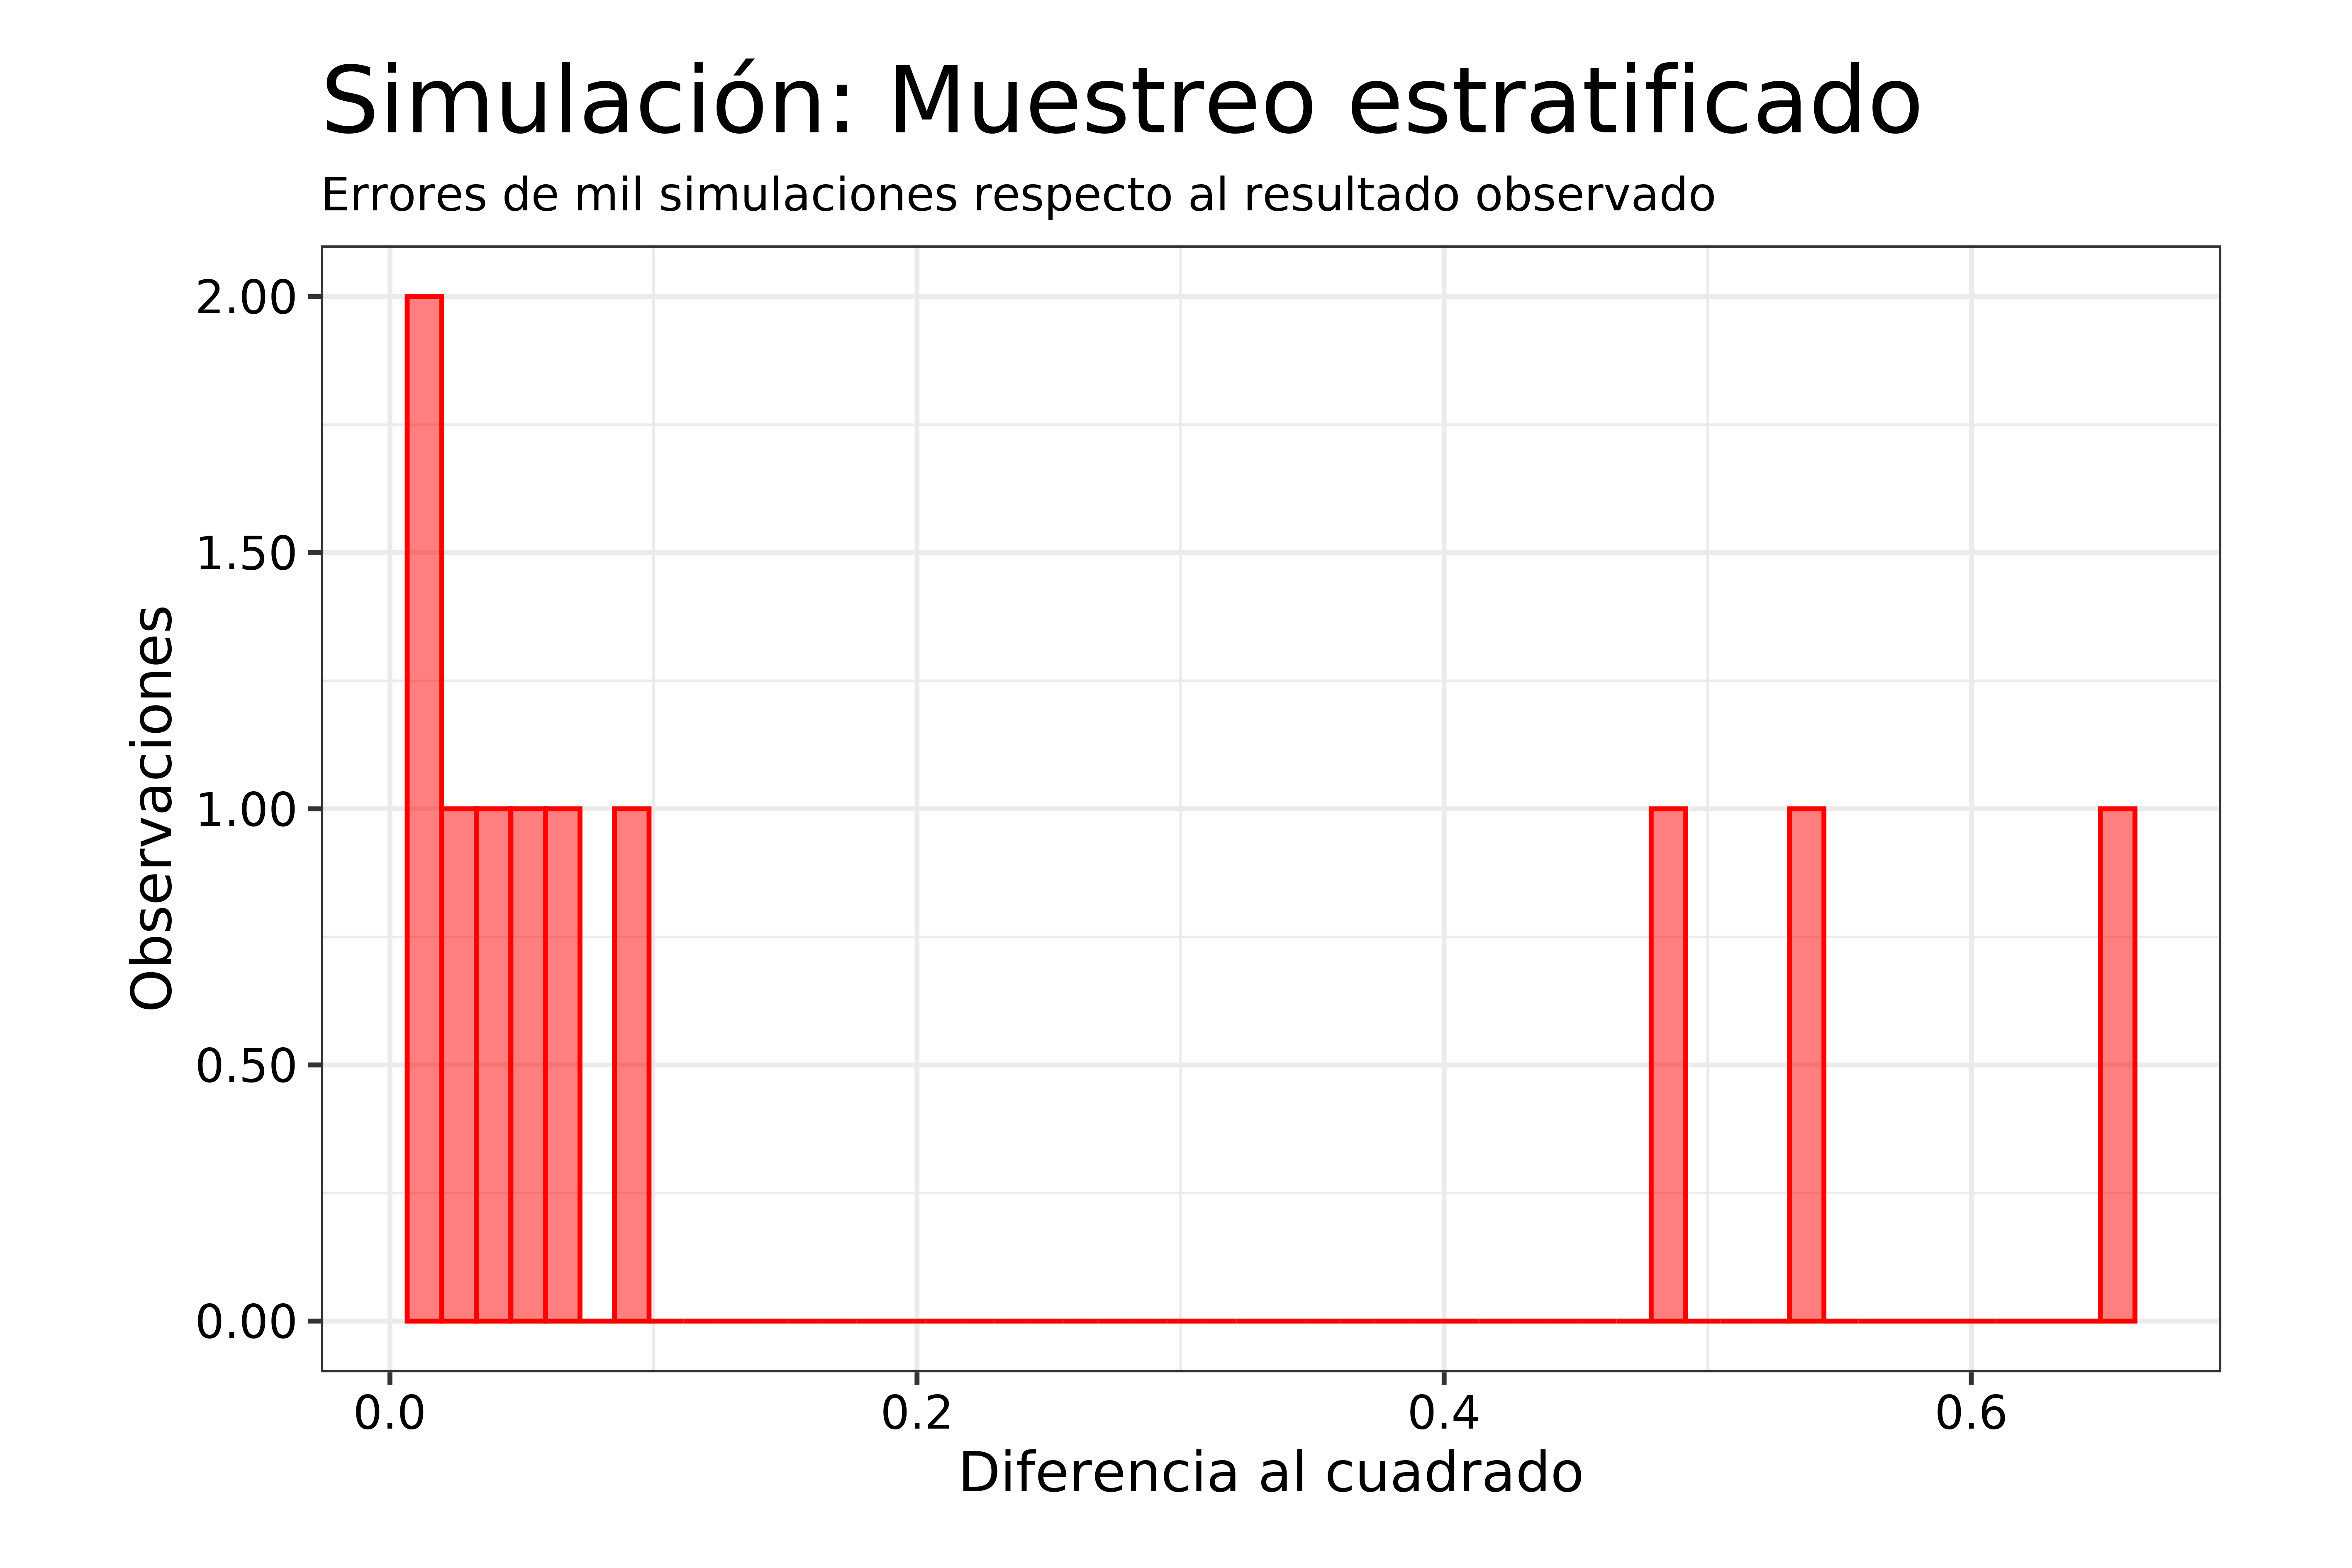 Simulación: Muestreo estratificado
Errores de mil simulaciones respecto al resultado observado
2.00
1.50
1.00
0.50
0.00
Observaciones
0.0 0.2 0.4 0.6
Diferencia al cuadrado